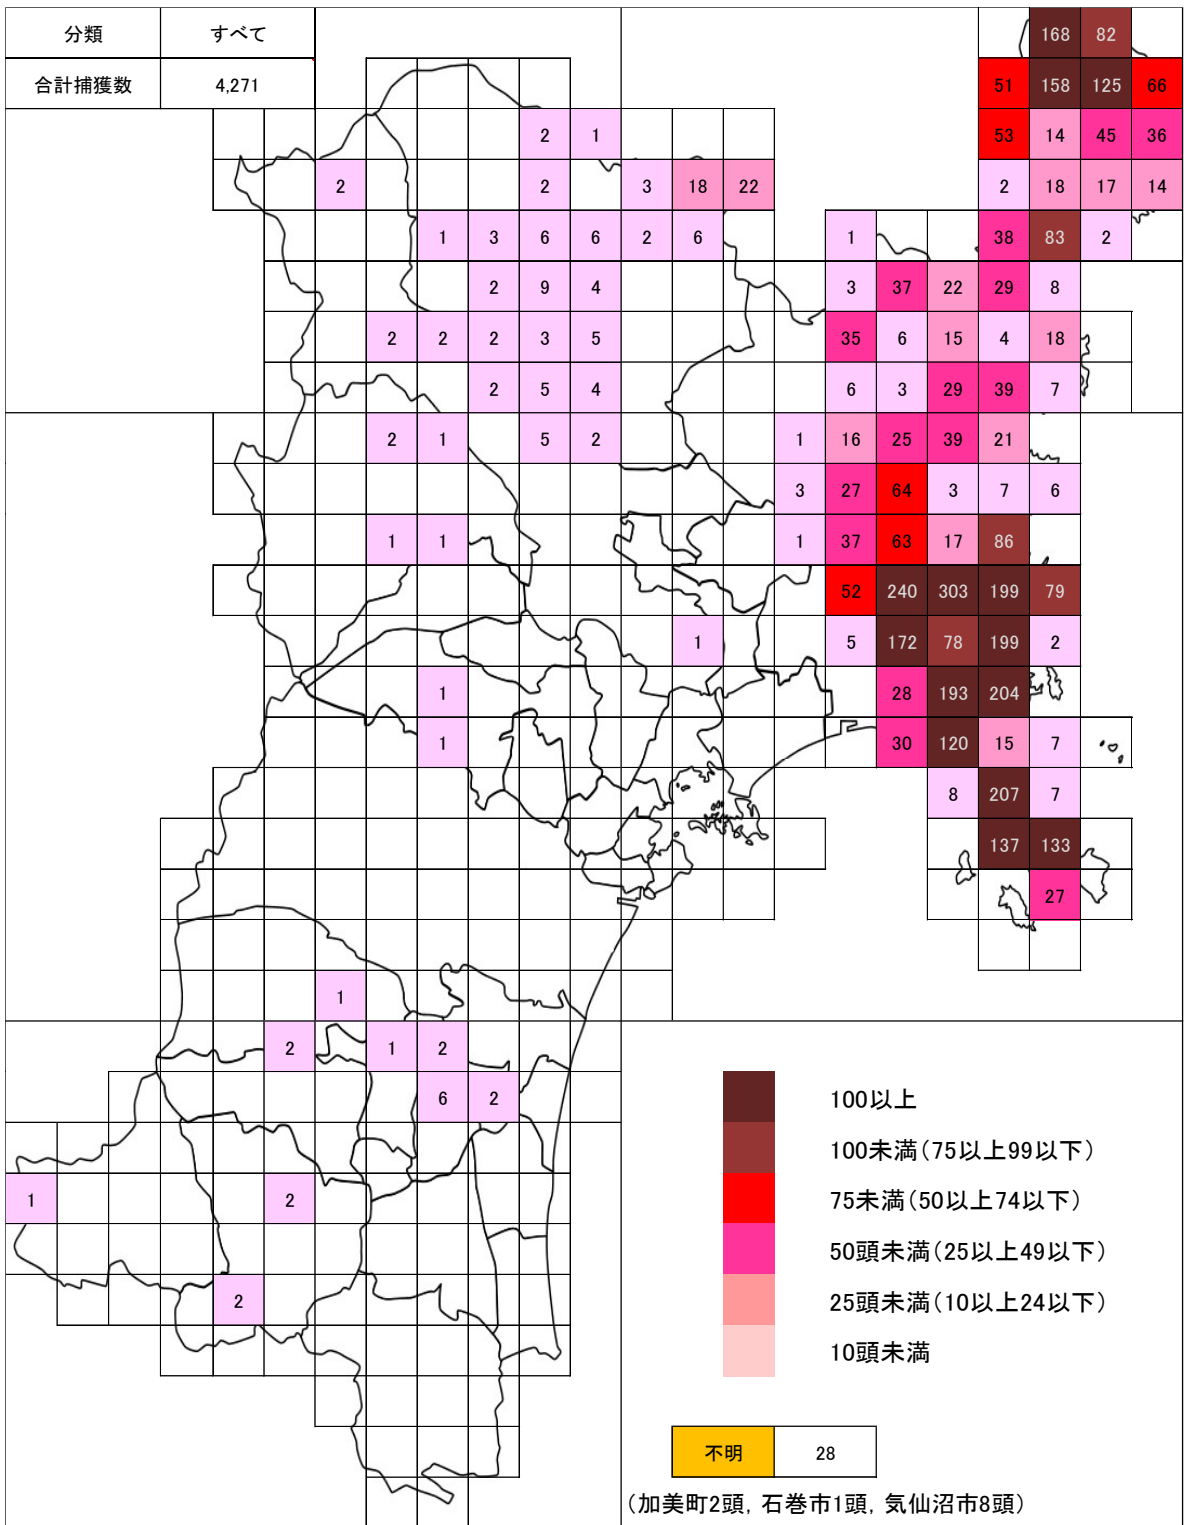 分類 すべて
168 82
合計捕獲数 4,271
51 158 125 66
2 1 53 14 45 36
2 2 3 18 22 2 18 17 14
1 3 6 6 2 6 1 38 83 2
2 9 4 3 37 22 29 8
2 2 2 3 5 35 6 15 4 18
2 5 4 6 3 29 39 7
2 1 5 2 1 16 25 39 21
3 27 64 3 7 6
1 1 1 37 63 17 86
52 240 303 199 79
1 5 172 78 199 2
1 28 193 204
1 30 120 15 7
8 207 7
137 133
27
1
2 1 2
6 2
100以上
100未満(75以上99以下)
1 2
75未満(50以上74以下)
50頭未満(25以上49以下)
2
25頭未満(10以上24以下)
10頭未満
不明 28
(加美町2頭, 石巻市1頭, 気仙沼市8頭)